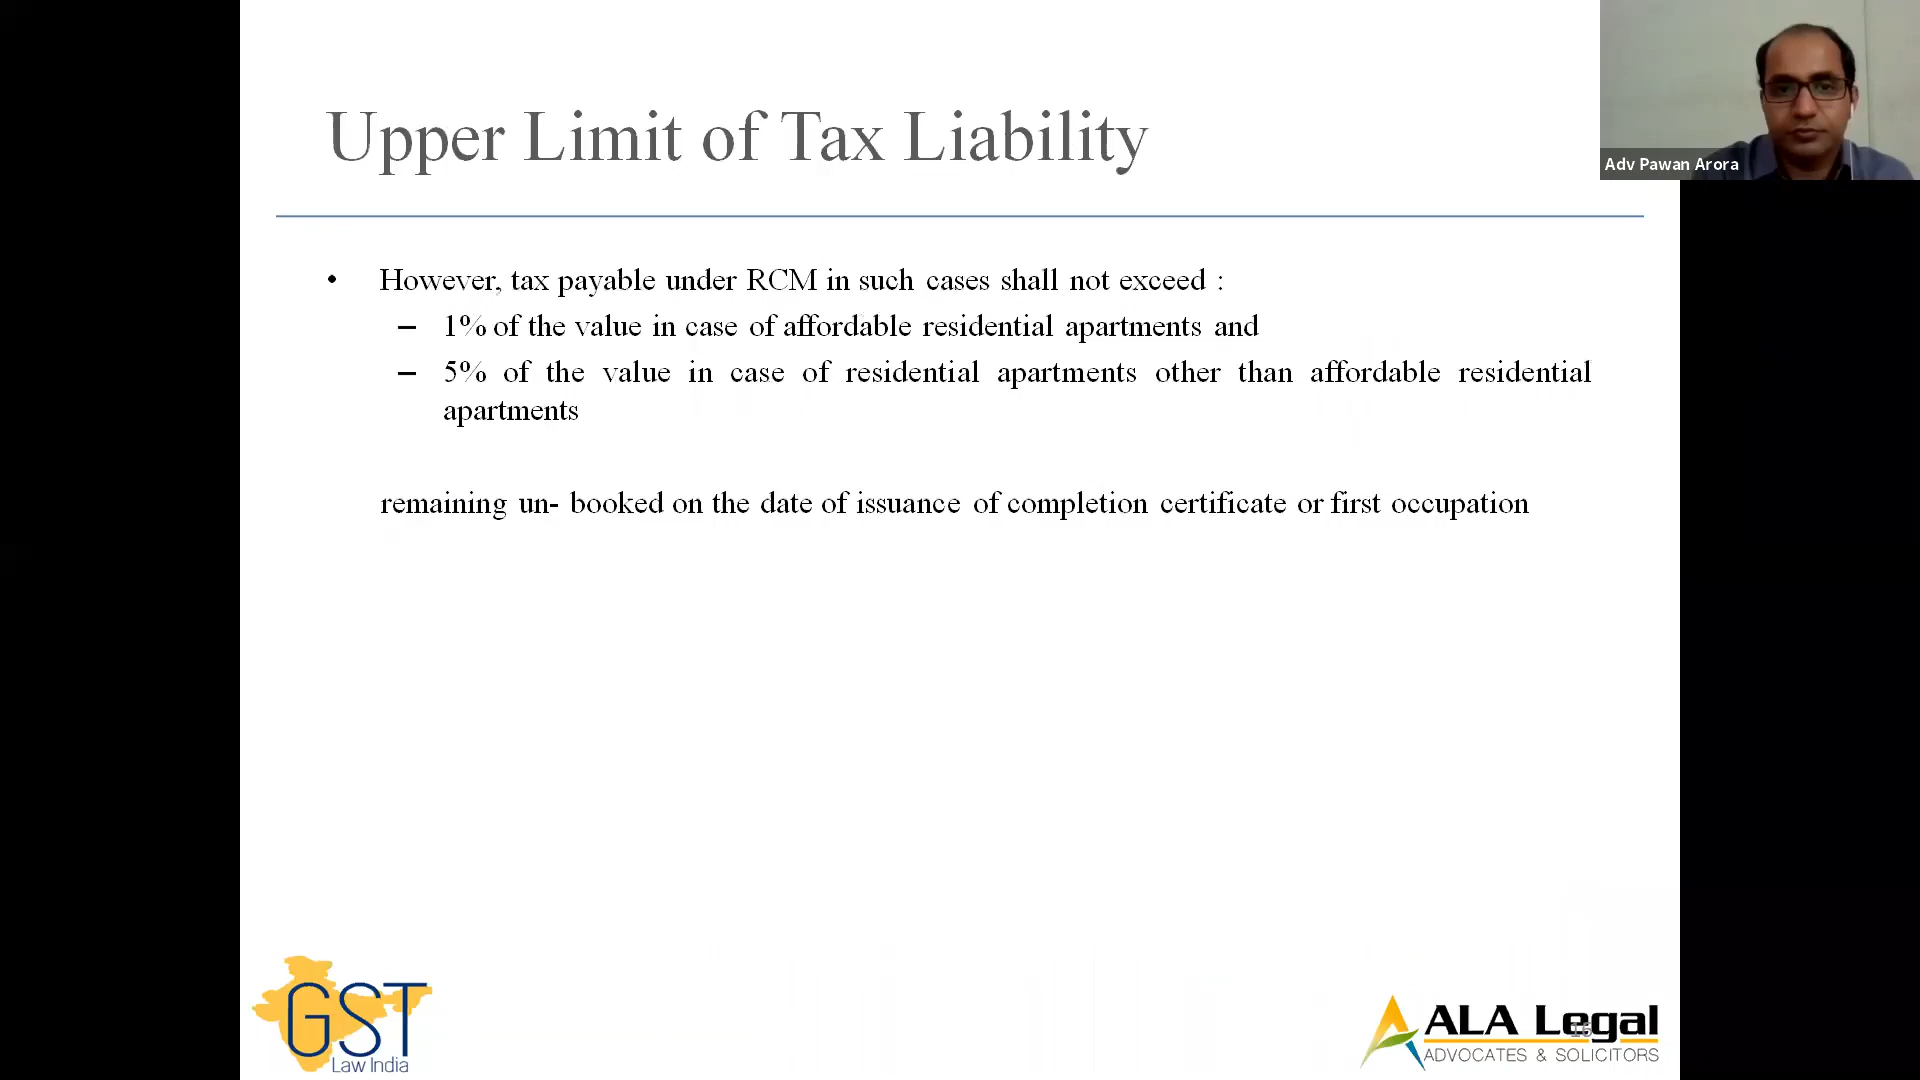 Upper Limit of Tax Liability
Adv Pawan Arora
• However, tax payable under RCM in such cases shall not exceed :
– 1% of the value in case of affordable residential apartments and
– 5% of the value in case of residential apartments other than affordable residential
apartments
remaining un- booked on the date of issuance of completion certificate or first occupation
GST
Law India
ALA Legal
16
ADVOCATES & SOLICITORS